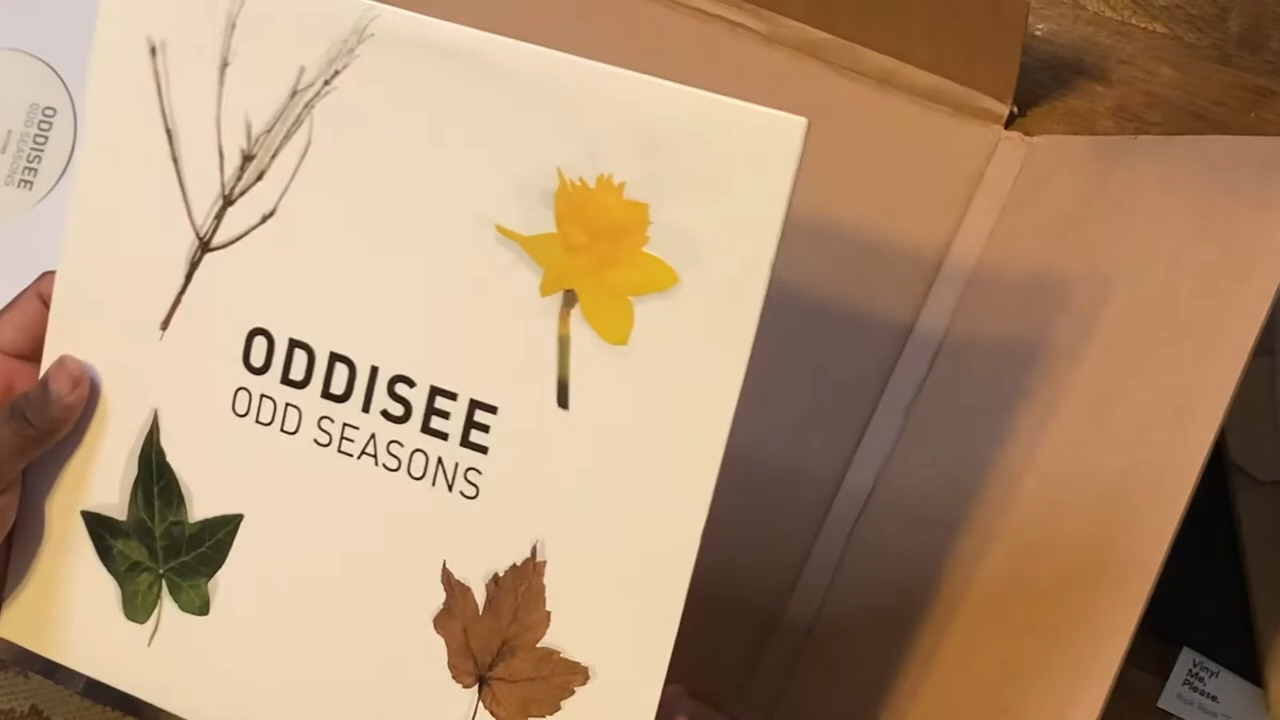 ODDISEE
ODD SEASONS
ODDISEE
ODD SEASONS
Vinyl
Me,
Please.